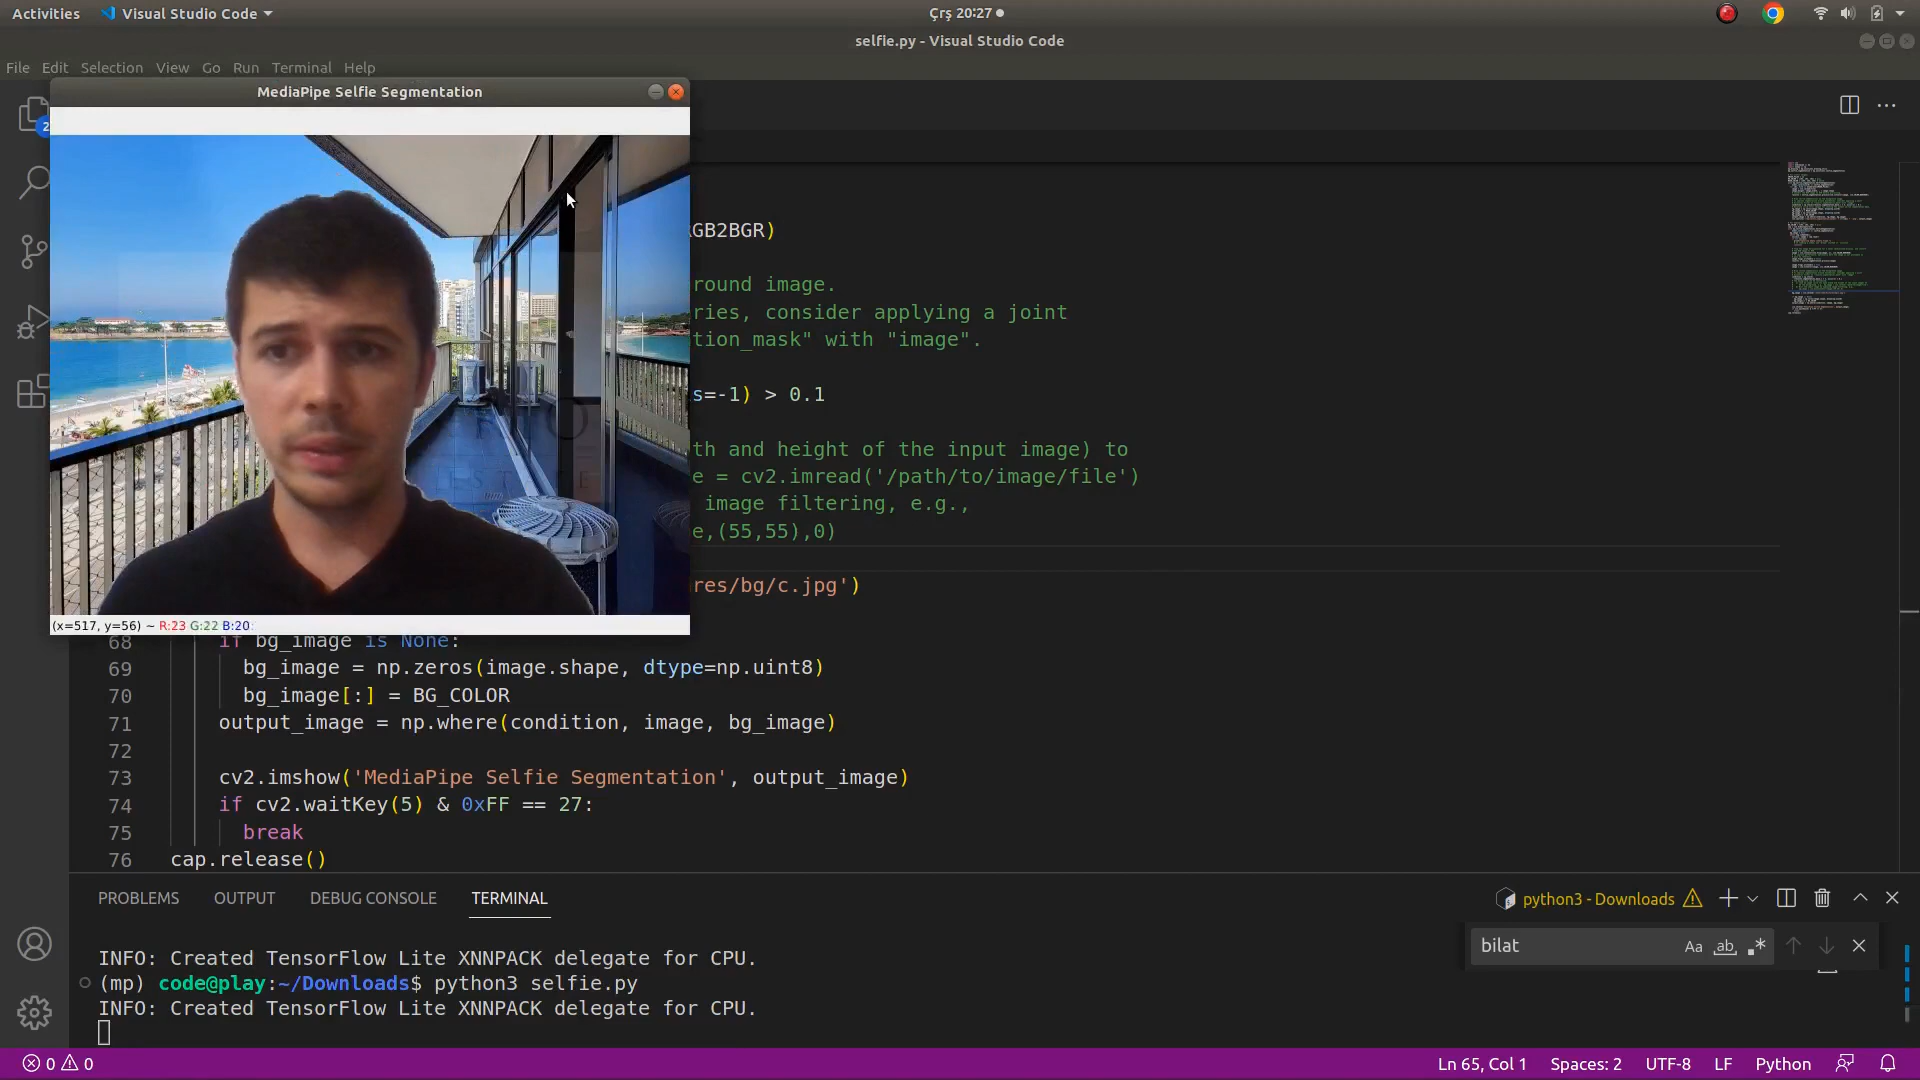 Activities
Visual Studio Code
Çrş 20:27
selfie.py - Visual Studio Code
File Edit Selection View Go Run Terminal Help
MediaPipe Selfie Segmentation
2
GB2BGR)
round image.
ries, consider applying a joint
tion_mask" with "image".
s=-1) > 0.1
th and height of the input image) to
e = cv2.imread('/path/to/image/file')
image filtering, e.g.,
e,(55,55),0)
res/bg/c.jpg')
(x=517, y=56) ~ R:23 G:22 B:20
68 if bg_image is None:
69 bg_image = np.zeros(image.shape, dtype=np.uint8)
70 bg_image[:] = BG_COLOR
71 output_image = np.where(condition, image, bg_image)
72
73 cv2.imshow('MediaPipe Selfie Segmentation', output_image)
74 if cv2.waitKey(5) & 0xFF == 27:
75 break
76 cap.release()
PROBLEMS OUTPUT DEBUG CONSOLE TERMINAL
python3 - Downloads
bilat
Aa ab
INFO: Created TensorFlow Lite XNNPACK delegate for CPU.
(mp) code@play:~/Downloads$ python3 selfie.py
INFO: Created TensorFlow Lite XNNPACK delegate for CPU.
0 0
Ln 65, Col 1 Spaces: 2 UTF-8 LF Python